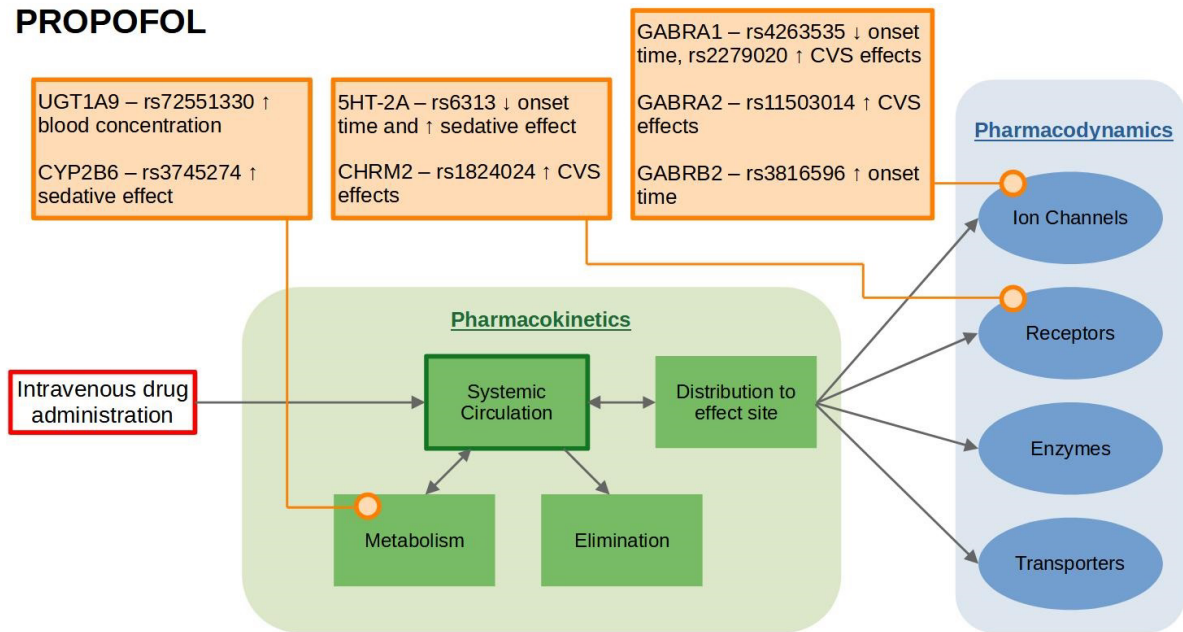 PROPOFOL
UGT1A9 – rs72551330 ↑
blood concentration
CYP2B6 – rs3745274 ↑
sedative effect
5HT-2A – rs6313 ↓ onset
time and ↑ sedative effect
CHRM2 – rs1824024 ↑ CVS
effects
GABRA1 – rs4263535 ↓ onset
time, rs2279020 ↑ CVS effects
GABRA2 – rs11503014 ↑ CVS
effects
GABRB2 – rs3816596 ↑ onset
time
Pharmacodynamics
Ion Channels
Receptors
Enzymes
Transporters
Pharmacokinetics
Intravenous drug
administration
Systemic
Circulation
Distribution to
effect site
Metabolism
Elimination